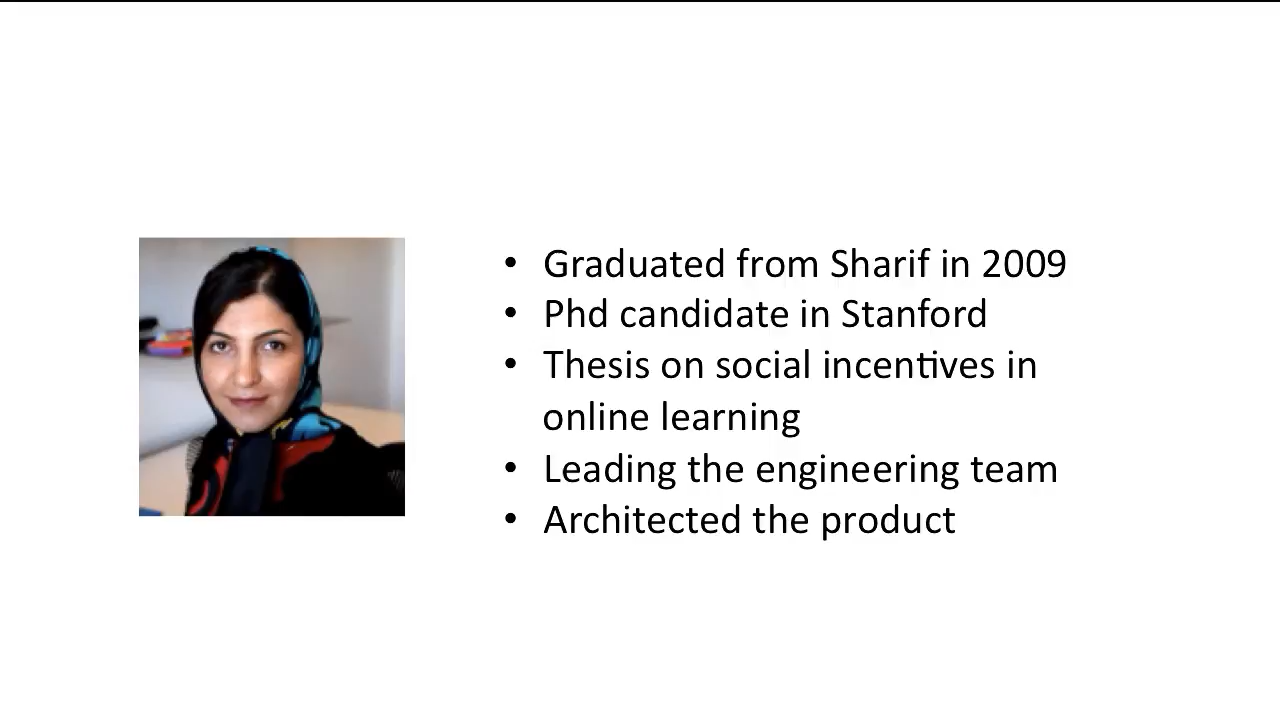 • Graduated from Sharif in 2009
• Phd candidate in Stanford
• Thesis on social incentives in
online learning
• Leading the engineering team
• Architected the product